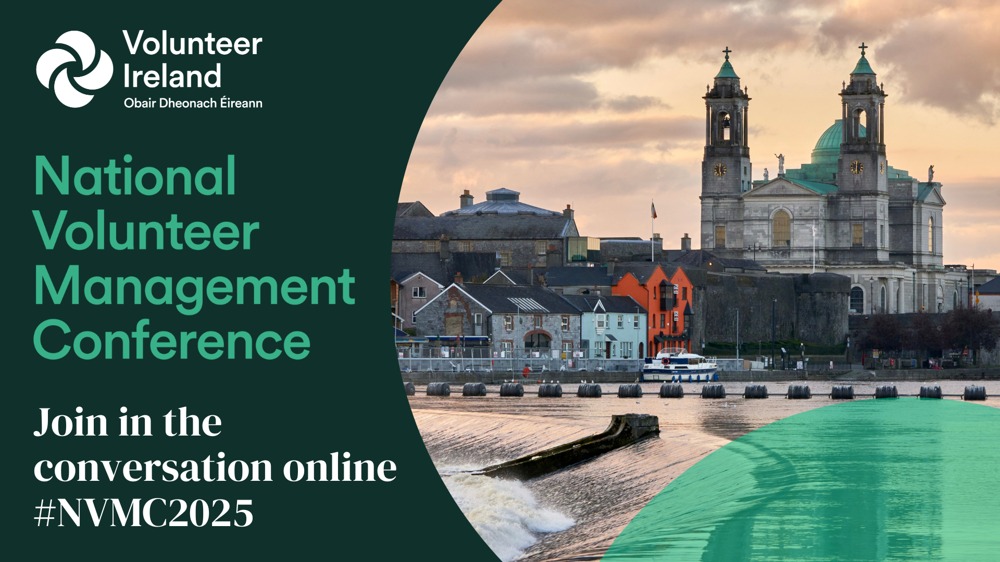 Volunteer
Ireland
Obair Dheonach Éireann
National
Volunteer
Management
Conference
Join in the
conversation online
#NVMC2025